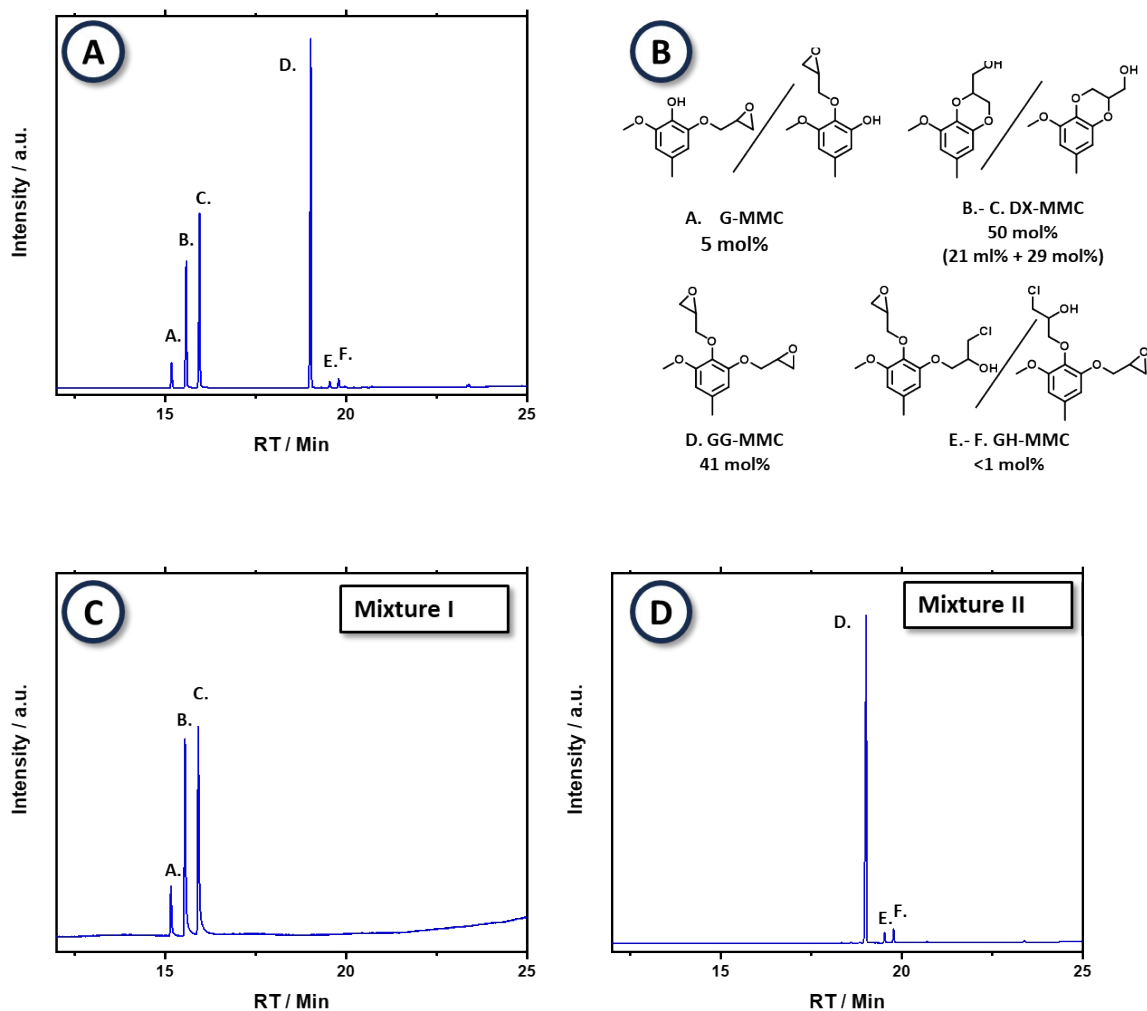 A
Intensity / a.u.
A.
B.
C.
D.
E.
F.
15
20
25
RT / Min
B
OH
O
O
O
O
O
O
OH
OH
O
O
O
OH
O
O
O
A. G-MMC
5 mol%
B.- C. DX-MMC
50 mol%
(21 ml% + 29 mol%)
O
O
O
O
O
O
Cl
O
O
O
OH
Cl
OH
O
O
O
O
D. GG-MMC
41 mol%
E.- F. GH-MMC
<1 mol%
C
Mixture I
Intensity / a.u.
A.
B.
C.
15
20
25
RT / Min
D
Mixture II
Intensity / a.u.
D.
E.
F.
15
20
25
RT / Min